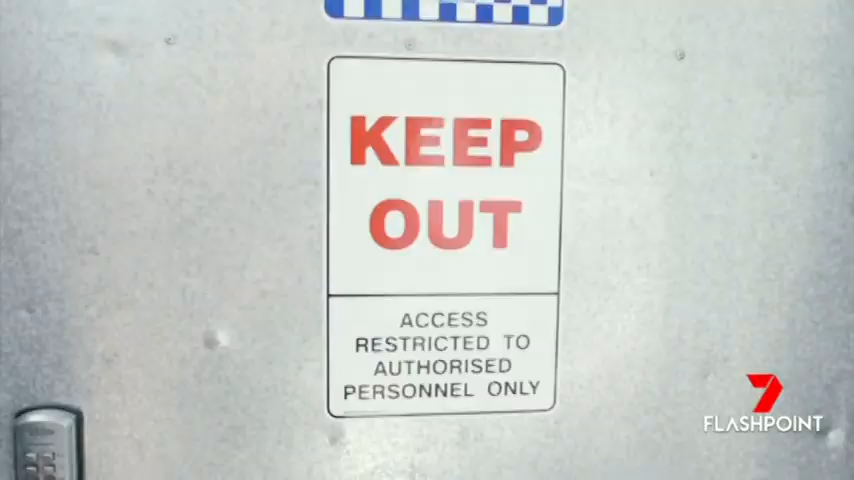 KEEP
OUT
ACCESS
RESTRICTED TO
AUTHORISED
PERSONNEL ONLY
7
FLASHPOINT